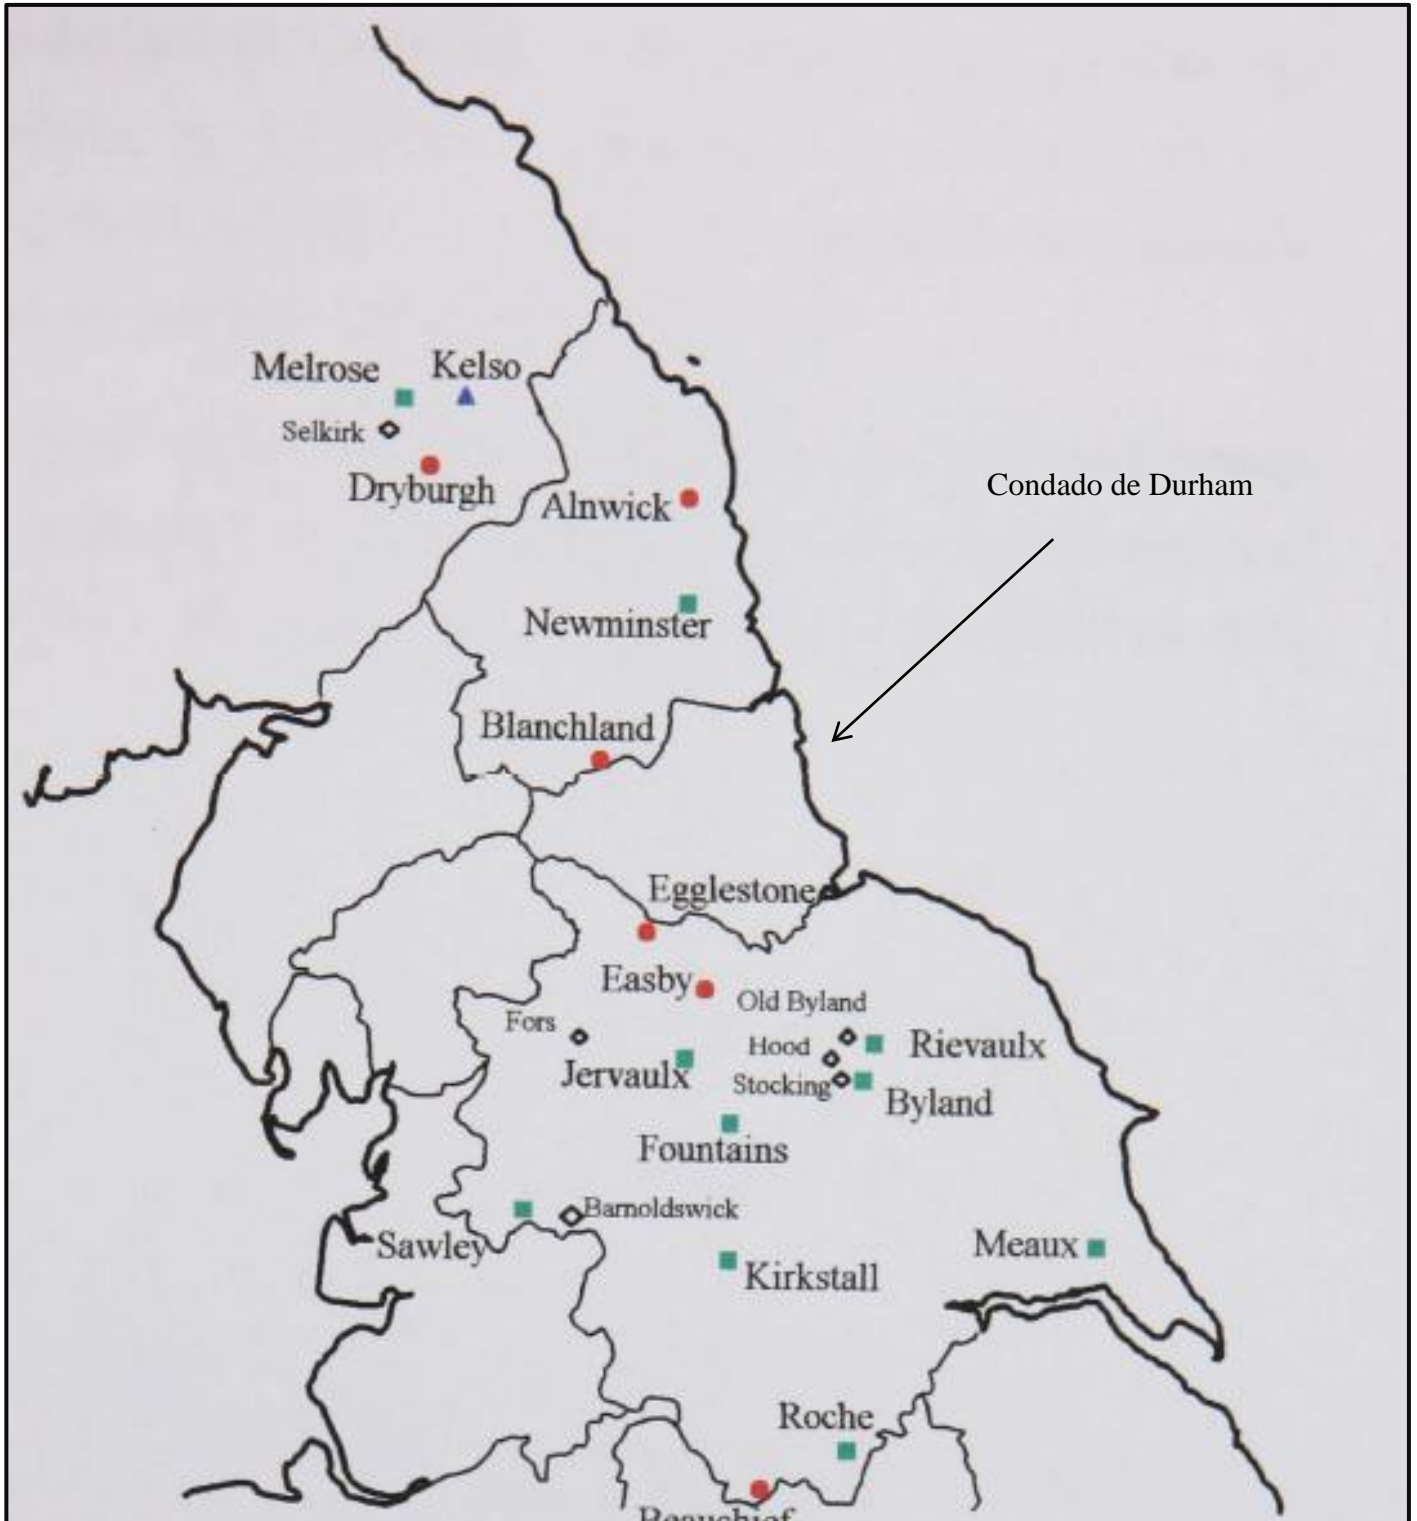 Melrose
Kelso
Selkirk
Dryburgh
Alnwick
Condado de Durham
Newminster
Blanchland
Egglestone
Easby
Old Byland
Fors
Hood
Rievaulx
Jervaulx
Stocking
Byland
Fountains
Barnoldswick
Sawley
Meaux
Kirkstall
Roche
Beauchief